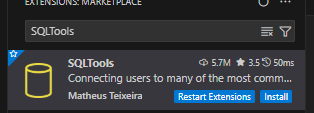 EXTENSIONS: MARKETPLACE
SQLTools
SQLTools 5.7M 3.5 50ms
Connecting users to many of the most comm...
Matheus Teixeira Restart Extensions Install